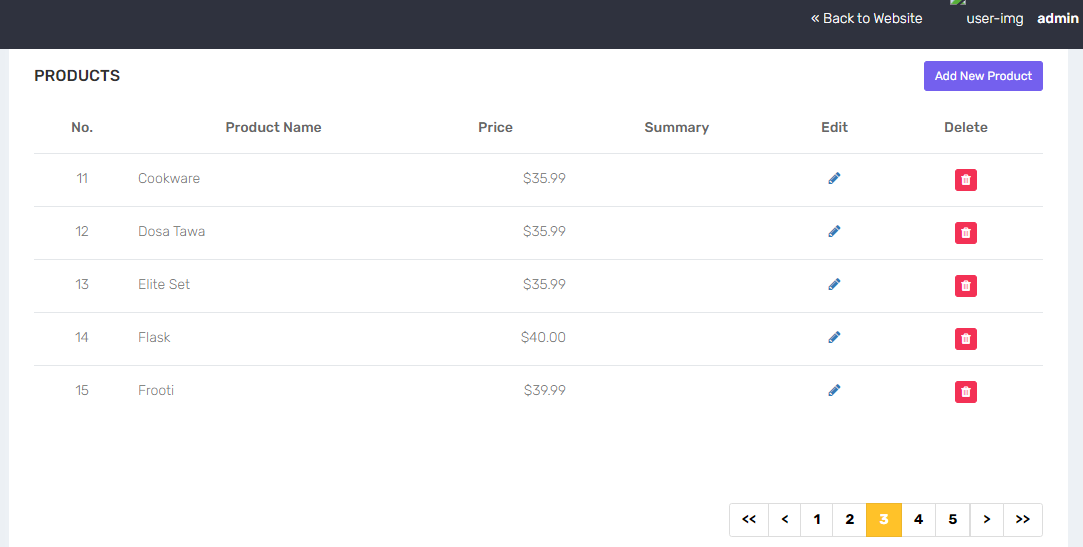 « Back to Website user-img admin
PRODUCTS Add New Product
No. Product Name Price Summary Edit Delete
11 Cookware $35.99
12 Dosa Tawa $35.99
13 Elite Set $35.99
14 Flask $40.00
15 Frooti $39.99
<< < 1 2 3 4 5 > >>